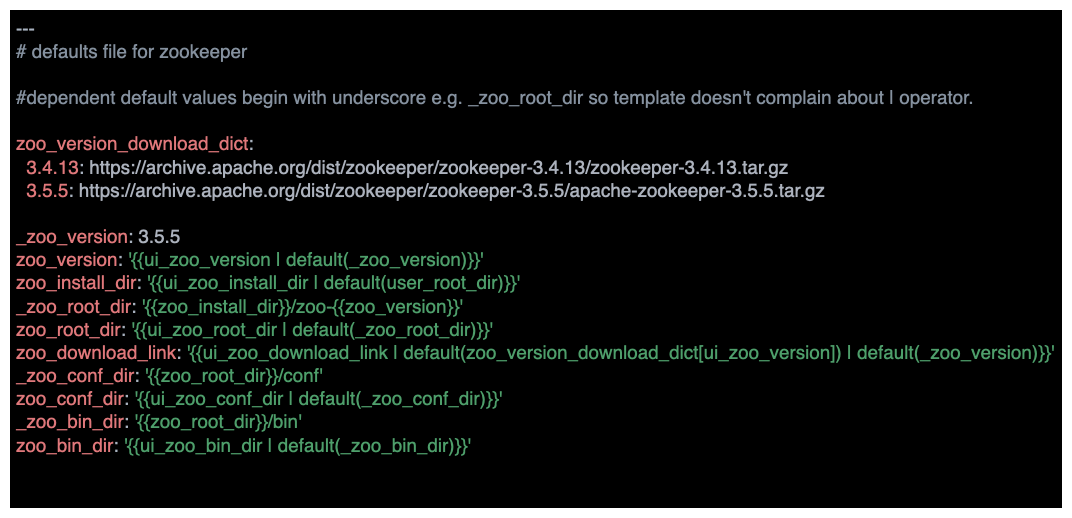 ---
# defaults file for zookeeper
#dependent default values begin with underscore e.g. _zoo_root_dir so template doesn't complain about | operator.
zoo_version_download_dict:
3.4.13: https://archive.apache.org/dist/zookeeper/zookeeper-3.4.13/zookeeper-3.4.13.tar.gz
3.5.5: https://archive.apache.org/dist/zookeeper/zookeeper-3.5.5/apache-zookeeper-3.5.5.tar.gz
_zoo_version: 3.5.5
zoo_version: '{{ui_zoo_version | default(_zoo_version)}}'
zoo_install_dir: '{{ui_zoo_install_dir | default(user_root_dir)}}'
_zoo_root_dir: '{{zoo_install_dir}}/zoo-{{zoo_version}}'
zoo_root_dir: '{{ui_zoo_root_dir | default(_zoo_root_dir)}}'
zoo_download_link: '{{ui_zoo_download_link | default(zoo_version_download_dict[ui_zoo_version]) | default(_zoo_version)}}'
_zoo_conf_dir: '{{zoo_root_dir}}/conf'
zoo_conf_dir: '{{ui_zoo_conf_dir | default(_zoo_conf_dir)}}'
_zoo_bin_dir: '{{zoo_root_dir}}/bin'
zoo_bin_dir: '{{ui_zoo_bin_dir | default(_zoo_bin_dir)}}'